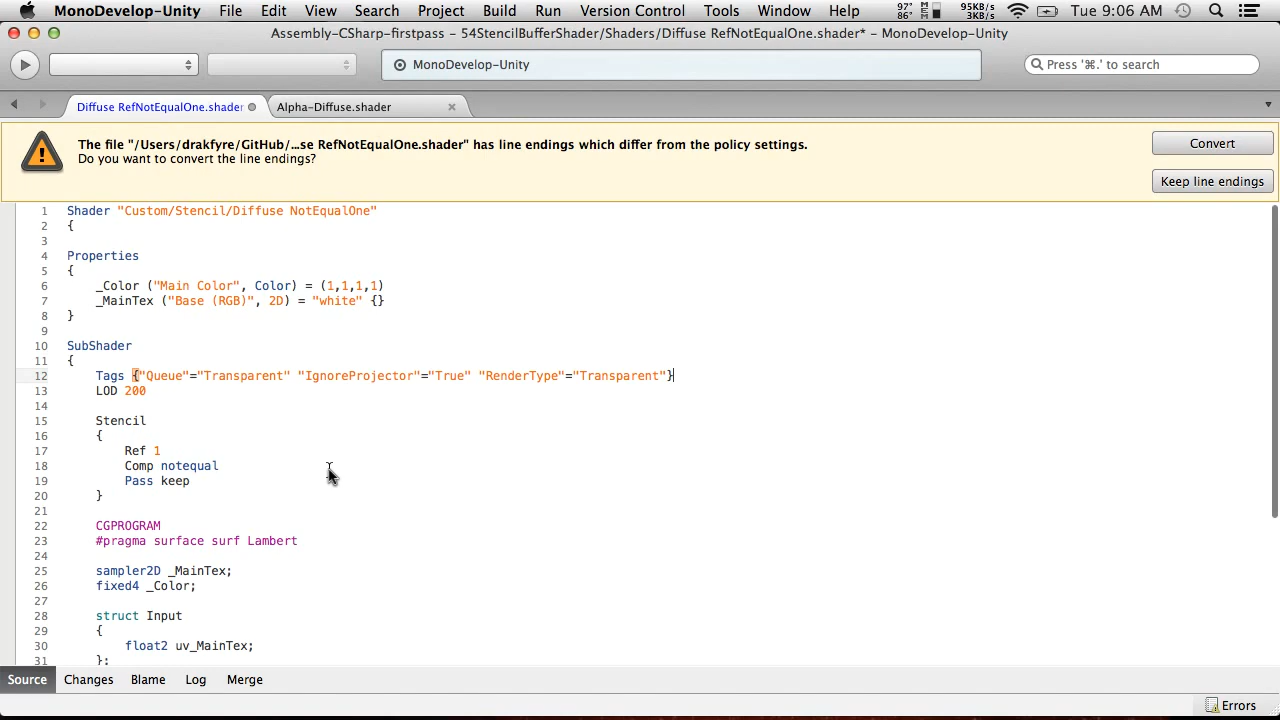 MonoDevelop-Unity File Edit View Search Project Build Run Version Control Tools Window Help 97° 86° MEM 95KB/s 3KB/s Tue 9:06 AM
Assembly-CSharp-firstpass - 54StencilBufferShader/Shaders/Diffuse RefNotEqualOne.shader* - MonoDevelop-Unity
MonoDevelop-Unity
Press '⌘.' to search
Diffuse RefNotEqualOne.shader Alpha-Diffuse.shader
The file "/Users/drakfyre/GitHub/...se RefNotEqualOne.shader" has line endings which differ from the policy settings.
Do you want to convert the line endings?
Convert
Keep line endings
1 Shader "Custom/Stencil/Diffuse NotEqualOne"
2 {
3
4 Properties
5 {
6 _Color ("Main Color", Color) = (1,1,1,1)
7 _MainTex ("Base (RGB)", 2D) = "white" {}
8 }
9
10 SubShader
11 {
12 Tags {"Queue"="Transparent" "IgnoreProjector"="True" "RenderType"="Transparent"}
13 LOD 200
14
15 Stencil
16 {
17 Ref 1
18 Comp notequal
19 Pass keep
20 }
21
22 CGPROGRAM
23 #pragma surface surf Lambert
24
25 sampler2D _MainTex;
26 fixed4 _Color;
27
28 struct Input
29 {
30 float2 uv_MainTex;
31 };
Source Changes Blame Log Merge
Errors